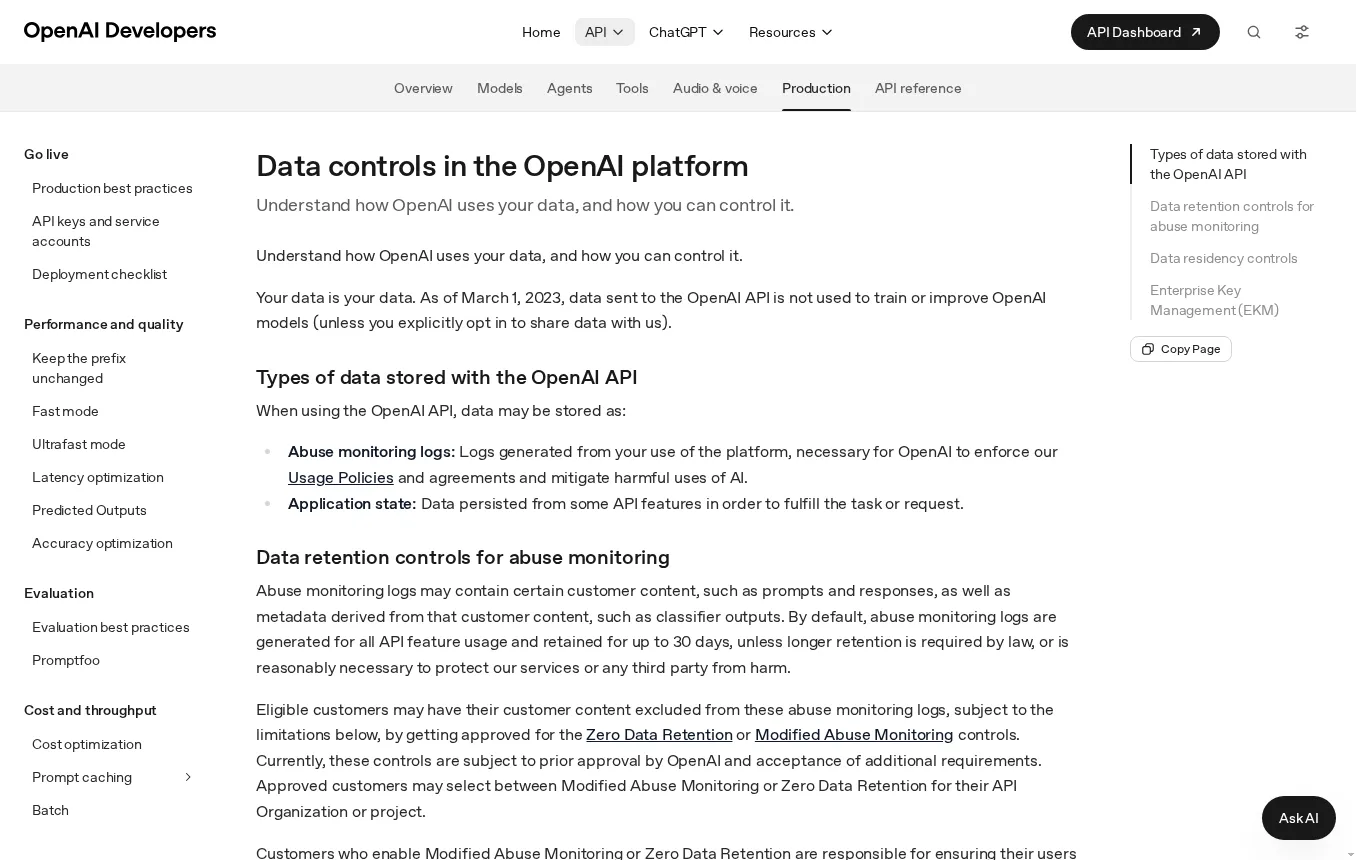 OpenAI Developers
Home
API
ChatGPT
Resources
API Dashboard
Overview
Models
Agents
Tools
Audio & voice
Production
API reference
Go live
Production best practices
API keys and service
accounts
Deployment checklist
Performance and quality
Keep the prefix
unchanged
Fast mode
Ultrafast mode
Latency optimization
Predicted Outputs
Accuracy optimization
Evaluation
Evaluation best practices
Promptfoo
Cost and throughput
Cost optimization
Prompt caching
Batch
Data controls in the OpenAI platform
Understand how OpenAI uses your data, and how you can control it.
Understand how OpenAI uses your data, and how you can control it.
Your data is your data. As of March 1, 2023, data sent to the OpenAI API is not used to train or improve OpenAI
models (unless you explicitly opt in to share data with us).
Types of data stored with the OpenAI API
When using the OpenAI API, data may be stored as:
Abuse monitoring logs: Logs generated from your use of the platform, necessary for OpenAI to enforce our
Usage Policies and agreements and mitigate harmful uses of AI.
Application state: Data persisted from some API features in order to fulfill the task or request.
Data retention controls for abuse monitoring
Abuse monitoring logs may contain certain customer content, such as prompts and responses, as well as
metadata derived from that customer content, such as classifier outputs. By default, abuse monitoring logs are
generated for all API feature usage and retained for up to 30 days, unless longer retention is required by law, or is
reasonably necessary to protect our services or any third party from harm.
Eligible customers may have their customer content excluded from these abuse monitoring logs, subject to the
limitations below, by getting approved for the Zero Data Retention or Modified Abuse Monitoring controls.
Currently, these controls are subject to prior approval by OpenAI and acceptance of additional requirements.
Approved customers may select between Modified Abuse Monitoring or Zero Data Retention for their API
Organization or project.
Customers who enable Modified Abuse Monitoring or Zero Data Retention are responsible for ensuring their users
Types of data stored with
the OpenAI API
Data retention controls for
abuse monitoring
Data residency controls
Enterprise Key
Management (EKM)
Copy Page
Ask AI